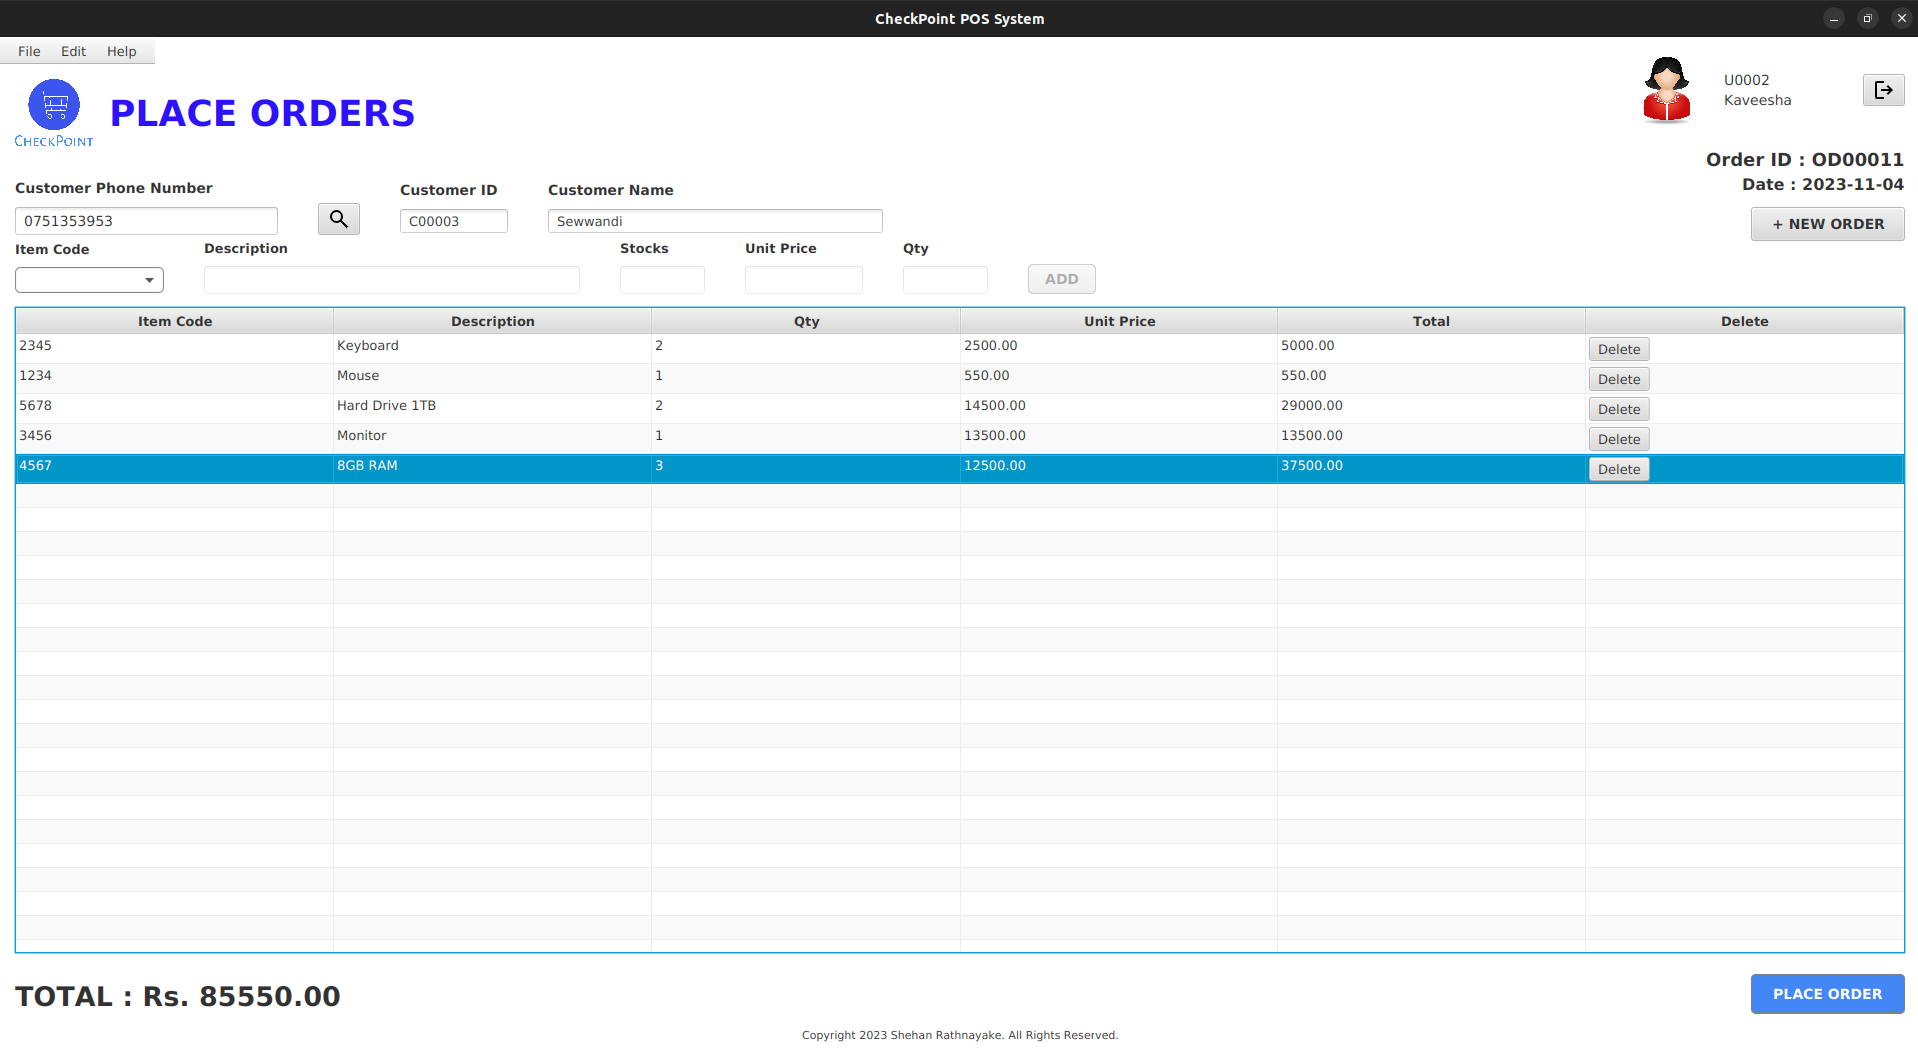 CheckPoint POS System
File Edit Help
CHECKPOINT
PLACE ORDERS
U0002
Kaveesha
Order ID : OD00011
Date : 2023-11-04
Customer Phone Number Customer ID Customer Name
0751353953 C00003 Sewwandi
+ NEW ORDER
Item Code Description Stocks Unit Price Qty
ADD
Item Code Description Qty Unit Price Total Delete
2345 Keyboard 2 2500.00 5000.00 Delete
1234 Mouse 1 550.00 550.00 Delete
5678 Hard Drive 1TB 2 14500.00 29000.00 Delete
3456 Monitor 1 13500.00 13500.00 Delete
4567 8GB RAM 3 12500.00 37500.00 Delete
TOTAL : Rs. 85550.00
PLACE ORDER
Copyright 2023 Shehan Rathnayake. All Rights Reserved.